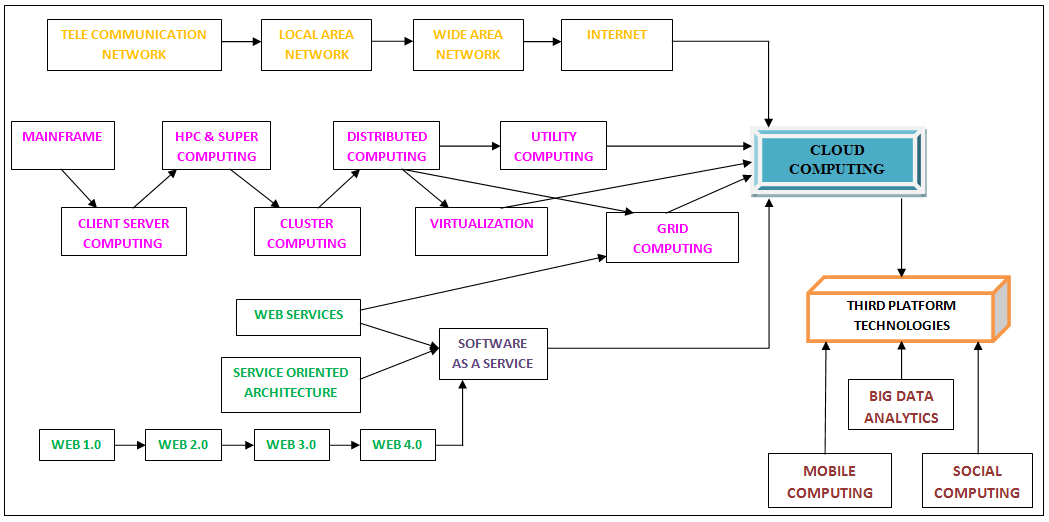 TELE COMMUNICATION
NETWORK
LOCAL AREA
NETWORK
WIDE AREA
NETWORK
INTERNET
MAINFRAME
HPC & SUPER
COMPUTING
DISTRIBUTED
COMPUTING
UTILITY
COMPUTING
CLOUD
COMPUTING
CLIENT SERVER
COMPUTING
CLUSTER
COMPUTING
VIRTUALIZATION
GRID
COMPUTING
WEB SERVICES
THIRD PLATFORM
TECHNOLOGIES
SOFTWARE
AS A SERVICE
SERVICE ORIENTED
ARCHITECTURE
BIG DATA
ANALYTICS
WEB 1.0
WEB 2.0
WEB 3.0
WEB 4.0
MOBILE
COMPUTING
SOCIAL
COMPUTING